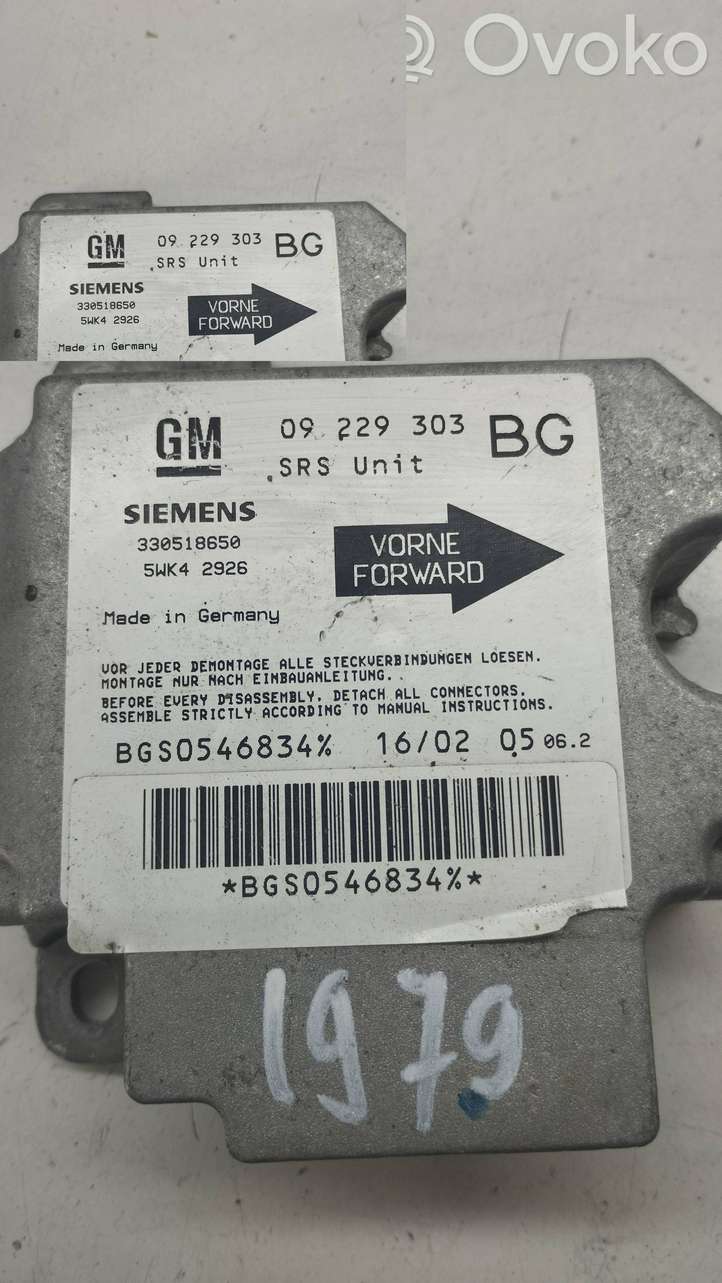 Ovoko
GM 09 229 303 BG
SRS Unit
SIEMENS
330518650
5WK4 2926
VORNE
FORWARD
Made in Germany
GM 09 229 303 BG
SRS Unit
SIEMENS
330518650
5WK4 2926
VORNE
FORWARD
Made in Germany
VOR JEDER DEMONTAGE ALLE STECKVERBINDUNGEN LOESEN.
MONTAGE NUR NACH EINBAUANLEITUNG.
BEFORE EVERY DISASSEMBLY, DETACH ALL CONNECTORS.
ASSEMBLE STRICTLY ACCORDING TO MANUAL INSTRUCTIONS.
BGS0546834% 16/02 05 06.2
*BGS0546834%*
1979